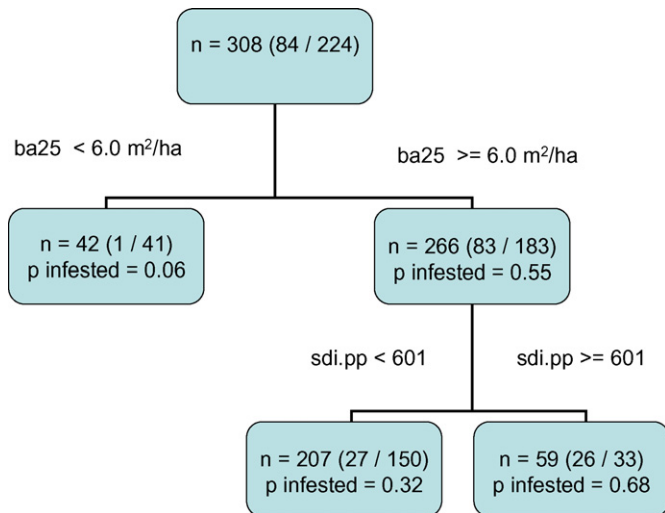 n = 308 (84 / 224)
ba25 < 6.0 m²/ha
ba25 >= 6.0 m²/ha
n = 42 (1 / 41)
p infested = 0.06
n = 266 (83 / 183)
p infested = 0.55
sdi.pp < 601
sdi.pp >= 601
n = 207 (27 / 150)
p infested = 0.32
n = 59 (26 / 33)
p infested = 0.68